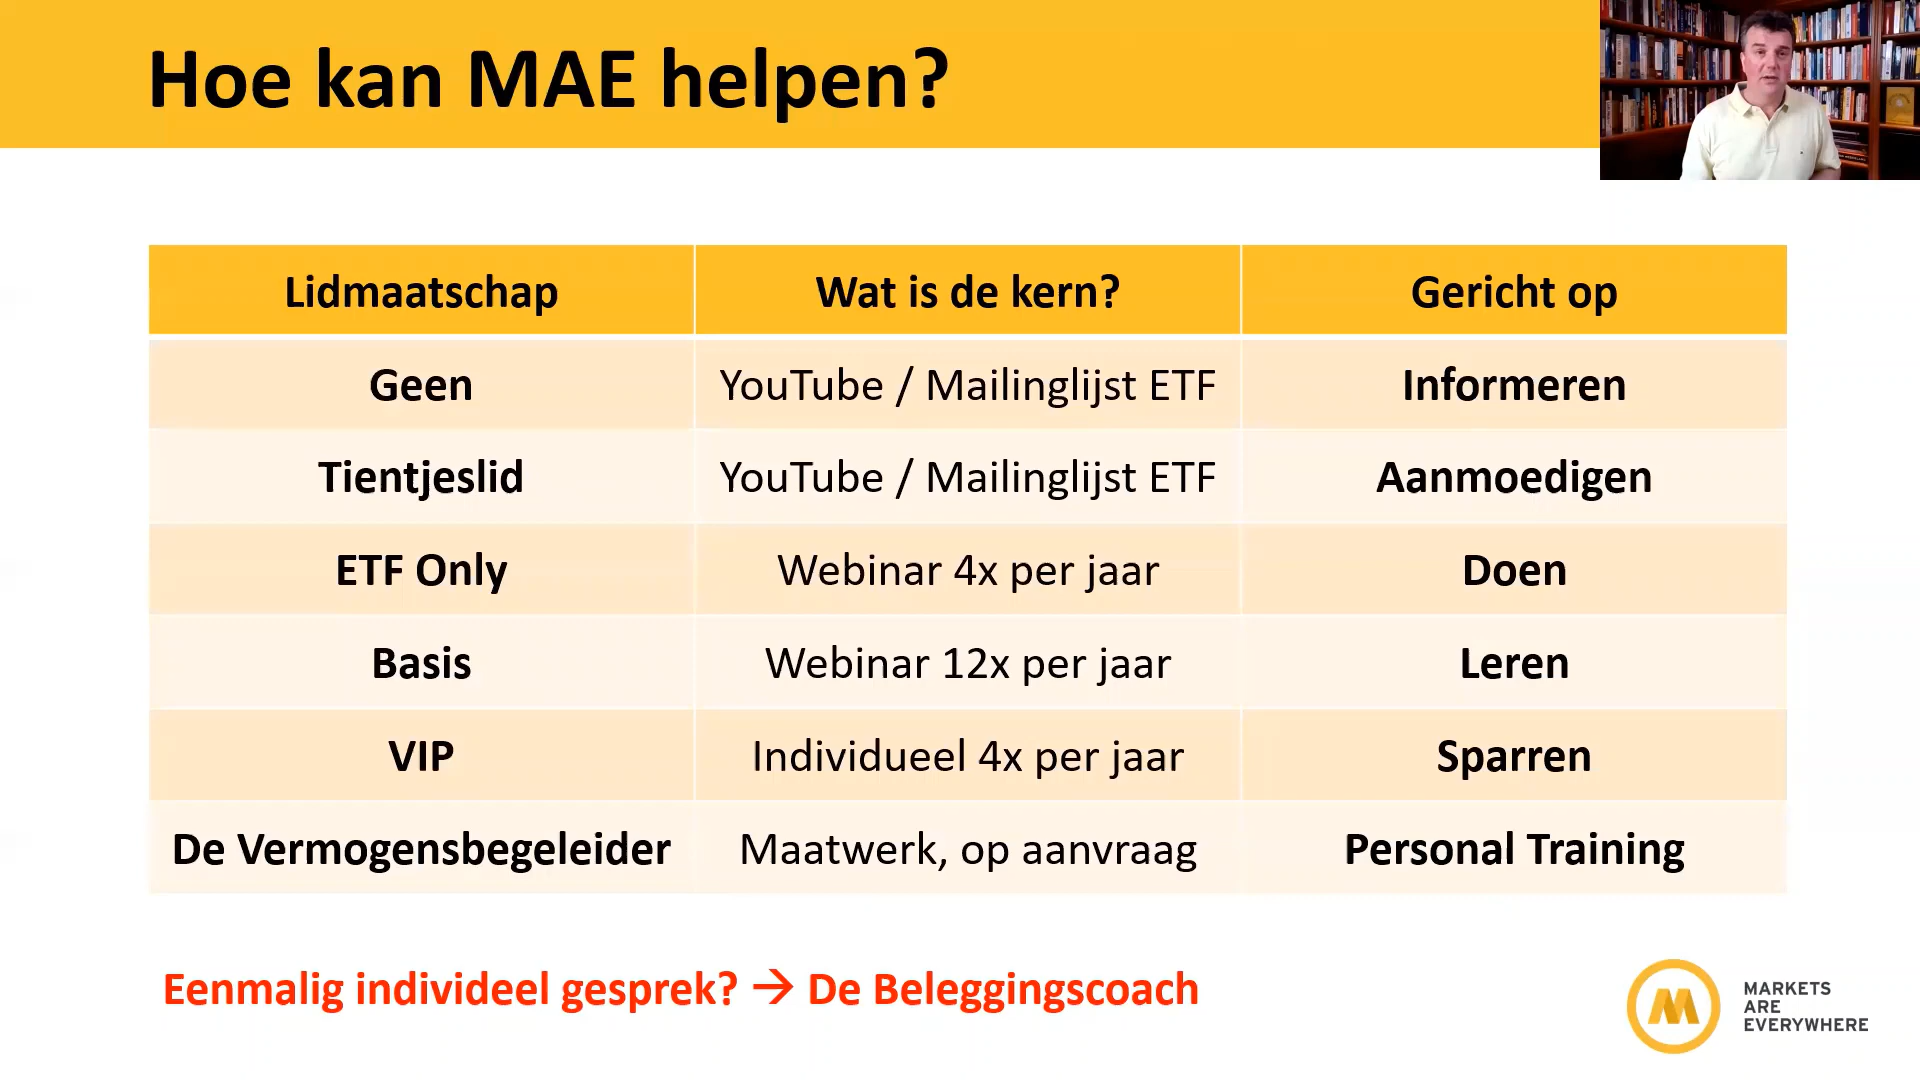 Hoe kan MAE helpen?
Lidmaatschap Wat is de kern? Gericht op
Geen YouTube / Mailinglijst ETF Informeren
Tientjeslid YouTube / Mailinglijst ETF Aanmoedigen
ETF Only Webinar 4x per jaar Doen
Basis Webinar 12x per jaar Leren
VIP Individueel 4x per jaar Sparren
De Vermogensbegeleider Maatwerk, op aanvraag Personal Training
Eenmalig individeel gesprek? → De Beleggingscoach
MARKETS
ARE
EVERYWHERE